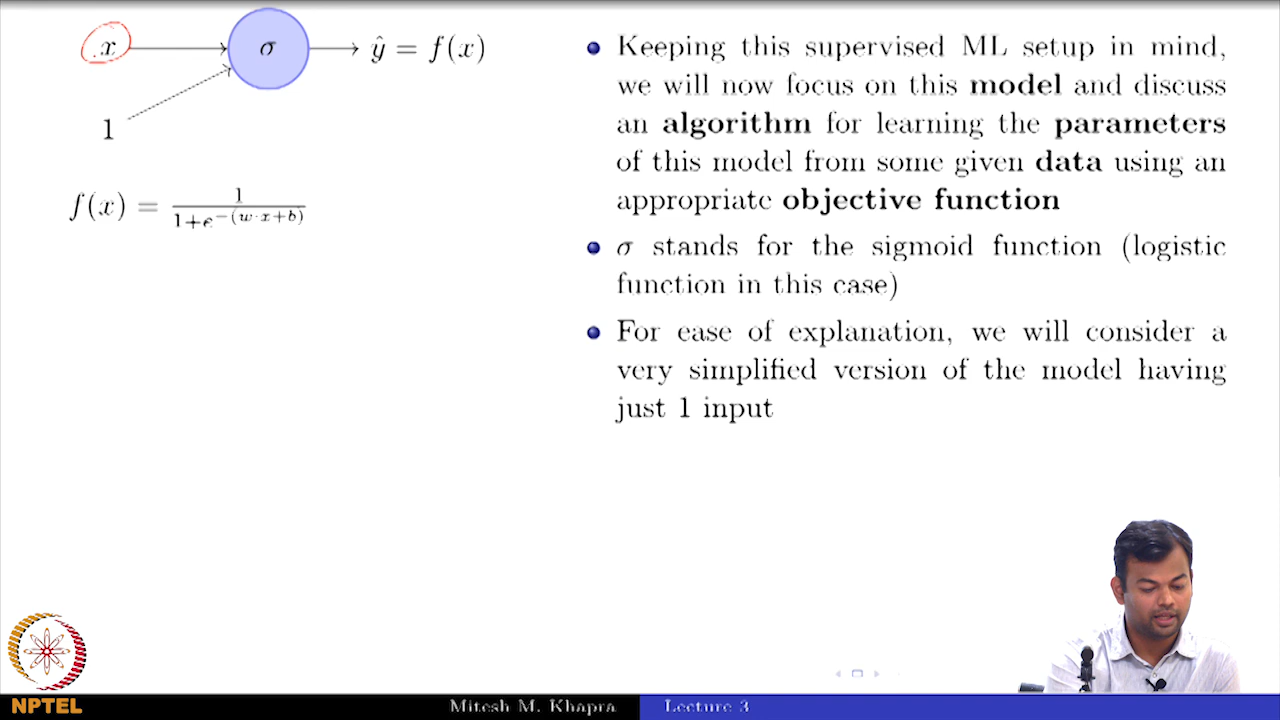 x
σ
ŷ = f(x)
1
f(x) = 1/(1+e^−(w·x+b))
Keeping this supervised ML setup in mind,
we will now focus on this model and discuss
an algorithm for learning the parameters
of this model from some given data using an
appropriate objective function
σ stands for the sigmoid function (logistic
function in this case)
For ease of explanation, we will consider a
very simplified version of the model having
just 1 input
NPTEL
Mitesh M. Khapra
Lecture 3